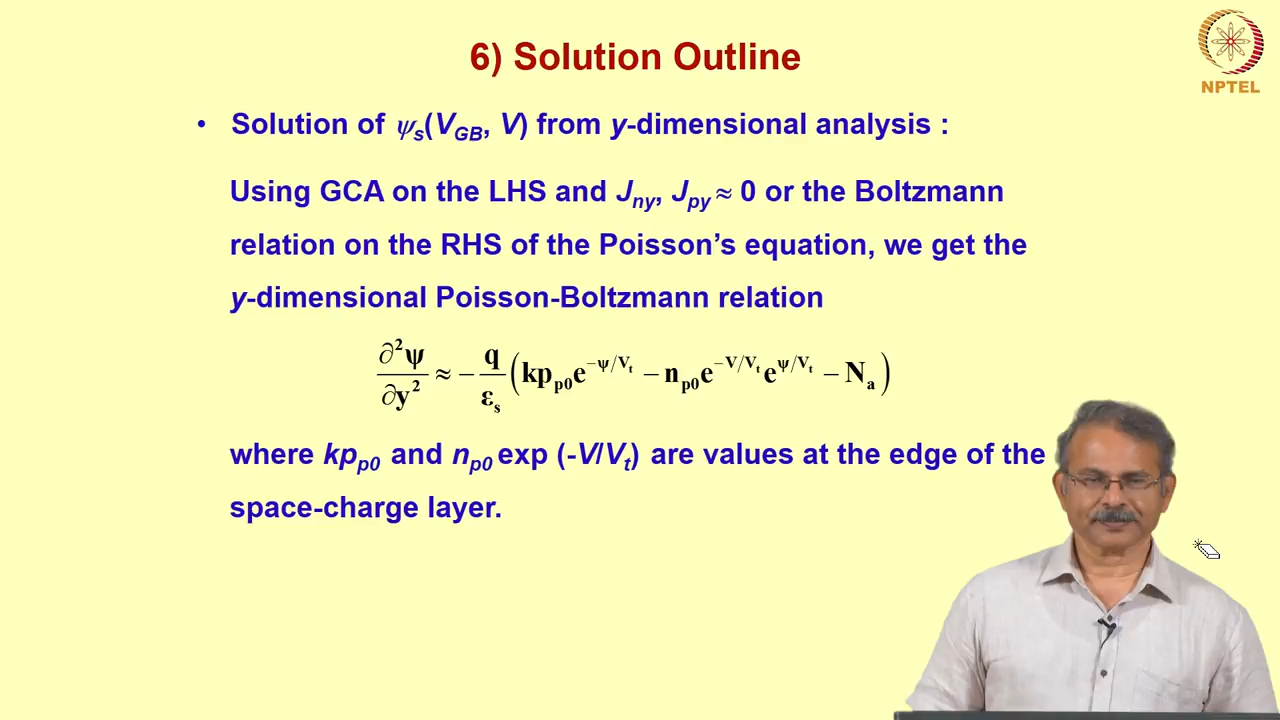 6) Solution Outline
NPTEL
• Solution of ψs(VGB, V) from y-dimensional analysis :
Using GCA on the LHS and Jny, Jpy ≈ 0 or the Boltzmann
relation on the RHS of the Poisson’s equation, we get the
y-dimensional Poisson-Boltzmann relation
∂²ψ/∂y² ≈ − q/εs (kpp0e^−ψ/Vt − np0e^−V/Vt e^ψ/Vt − Na)
where kpp0 and np0 exp (-V/Vt) are values at the edge of the
space-charge layer.